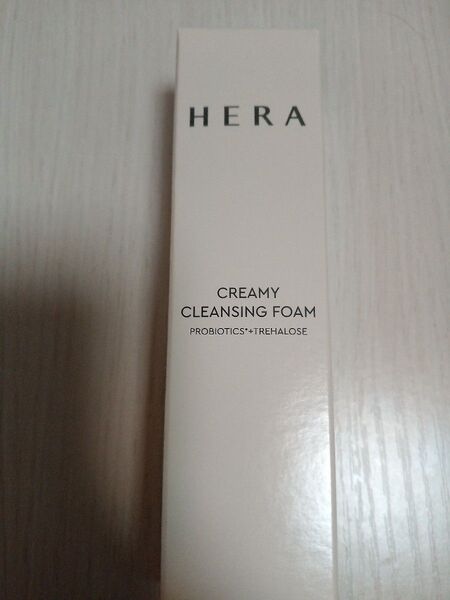 HERA
CREAMY
CLEANSING FOAM
PROBIOTICS*+TREHALOSE